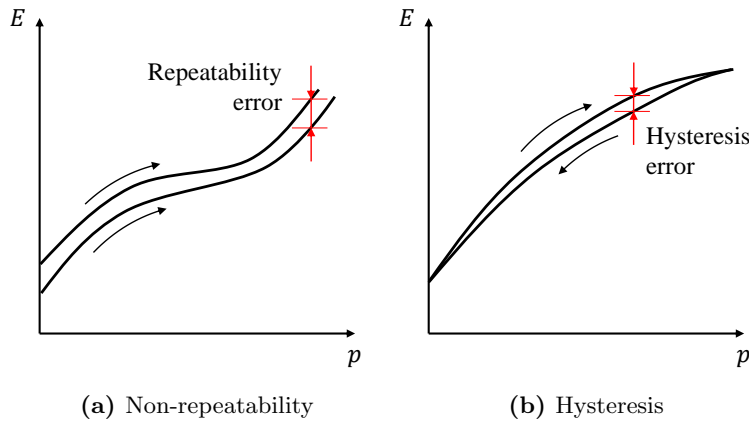 E
Repeatability
error
p
(a) Non-repeatability
E
Hysteresis
error
p
(b) Hysteresis